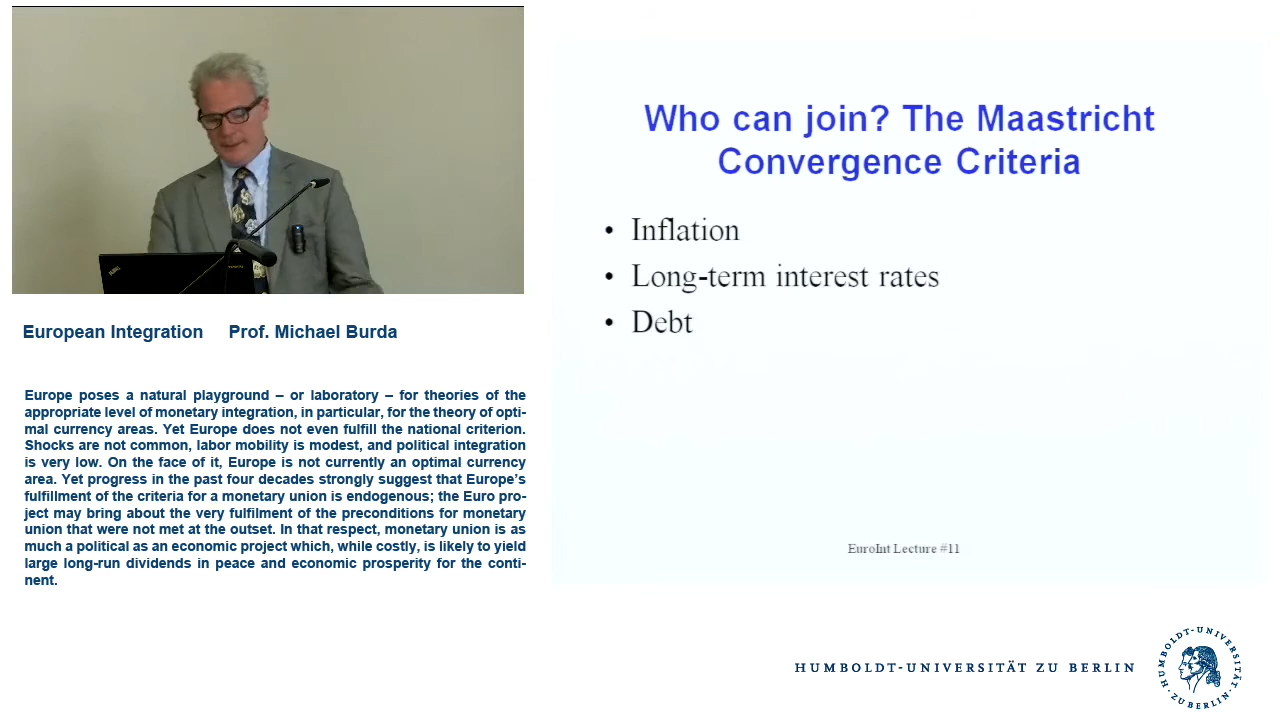 European Integration Prof. Michael Burda
Europe poses a natural playground – or laboratory – for theories of the
appropriate level of monetary integration, in particular, for the theory of opti-
mal currency areas. Yet Europe does not even fulfill the national criterion.
Shocks are not common, labor mobility is modest, and political integration
is very low. On the face of it, Europe is not currently an optimal currency
area. Yet progress in the past four decades strongly suggest that Europe's
fulfillment of the criteria for a monetary union is endogenous; the Euro pro-
ject may bring about the very fulfilment of the preconditions for monetary
union that were not met at the outset. In that respect, monetary union is as
much a political as an economic project which, while costly, is likely to yield
large long-run dividends in peace and economic prosperity for the conti-
nent.
Who can join? The Maastricht
Convergence Criteria
• Inflation
• Long-term interest rates
• Debt
EuroInt Lecture #11
HUMBOLDT-UNIVERSITÄT ZU BERLIN
HUMBOLDT-UNIVERSITÄT
ZU BERLIN